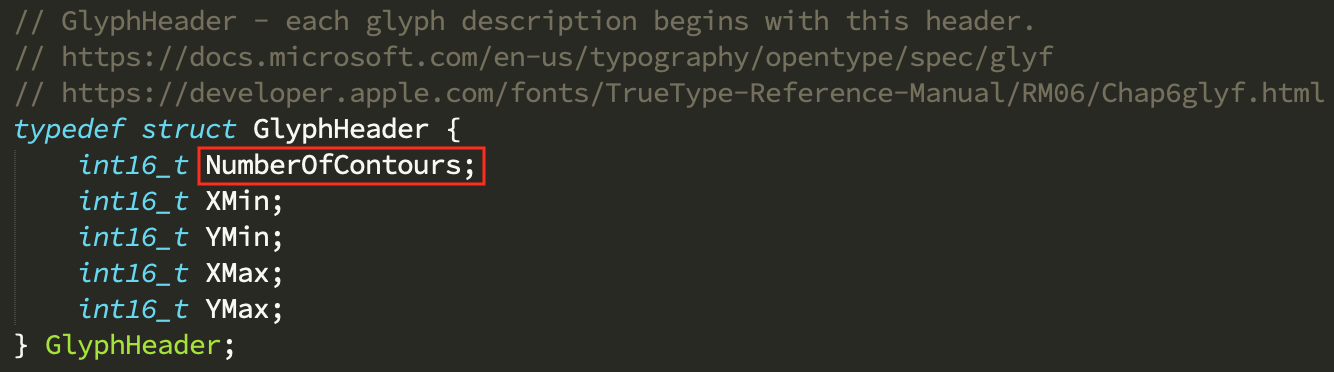 // GlyphHeader - each glyph description begins with this header.
// https://docs.microsoft.com/en-us/typography/opentype/spec/glyf
// https://developer.apple.com/fonts/TrueType-Reference-Manual/RM06/Chap6glyf.html
typedef struct GlyphHeader {
    int16_t NumberOfContours;
    int16_t XMin;
    int16_t YMin;
    int16_t XMax;
    int16_t YMax;
} GlyphHeader;